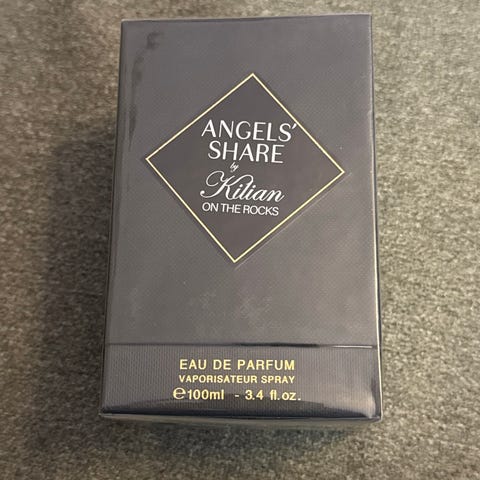 ANGELS'
SHARE
by
Kilian
ON THE ROCKS
EAU DE PARFUM
VAPORISATEUR SPRAY
℮100ml - 3.4 fl.oz.